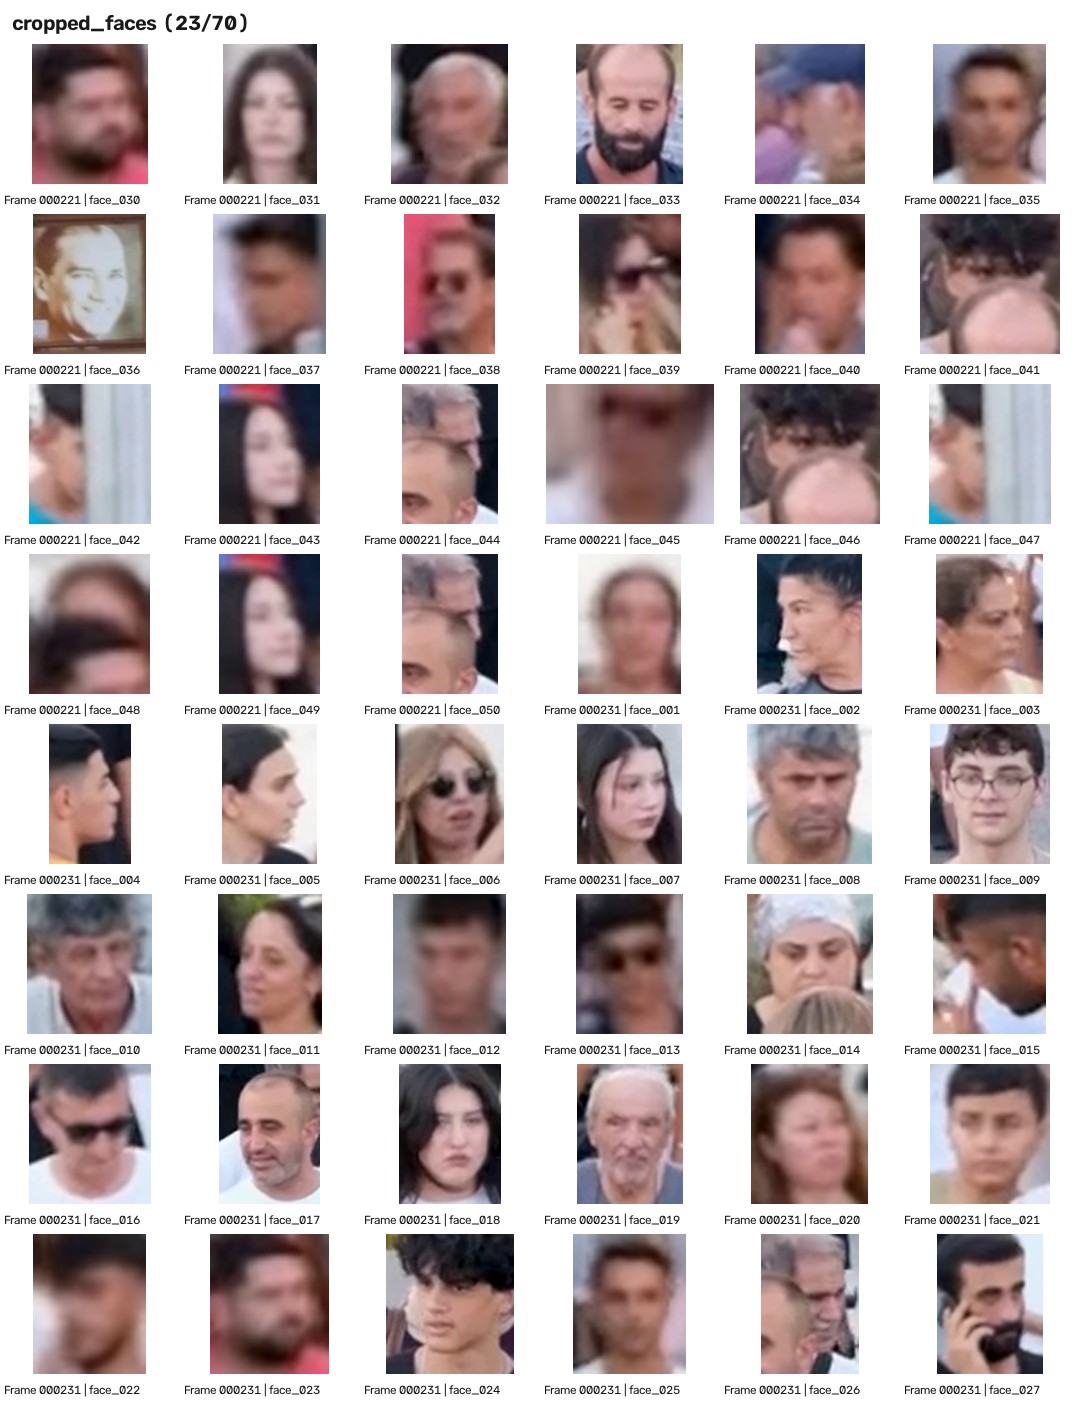 cropped_faces (23/70)
Frame 000221 | face_030
Frame 000221 | face_031
Frame 000221 | face_032
Frame 000221 | face_033
Frame 000221 | face_034
Frame 000221 | face_035
Frame 000221 | face_036
Frame 000221 | face_037
Frame 000221 | face_038
Frame 000221 | face_039
Frame 000221 | face_040
Frame 000221 | face_041
Frame 000221 | face_042
Frame 000221 | face_043
Frame 000221 | face_044
Frame 000221 | face_045
Frame 000221 | face_046
Frame 000221 | face_047
Frame 000221 | face_048
Frame 000221 | face_049
Frame 000221 | face_050
Frame 000231 | face_001
Frame 000231 | face_002
Frame 000231 | face_003
Frame 000231 | face_004
Frame 000231 | face_005
Frame 000231 | face_006
Frame 000231 | face_007
Frame 000231 | face_008
Frame 000231 | face_009
Frame 000231 | face_010
Frame 000231 | face_011
Frame 000231 | face_012
Frame 000231 | face_013
Frame 000231 | face_014
Frame 000231 | face_015
Frame 000231 | face_016
Frame 000231 | face_017
Frame 000231 | face_018
Frame 000231 | face_019
Frame 000231 | face_020
Frame 000231 | face_021
Frame 000231 | face_022
Frame 000231 | face_023
Frame 000231 | face_024
Frame 000231 | face_025
Frame 000231 | face_026
Frame 000231 | face_027